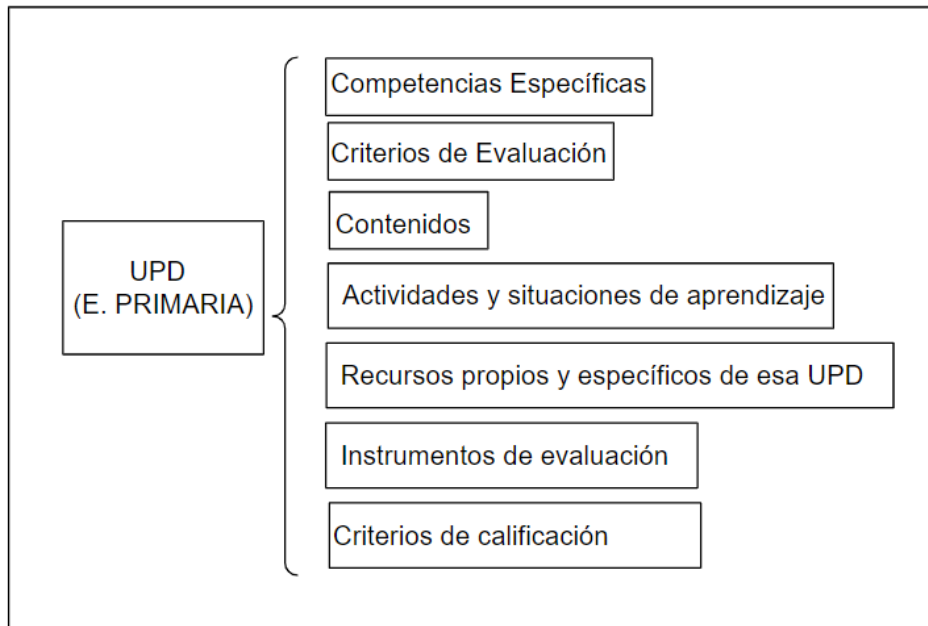 Competencias Específicas
Criterios de Evaluación
Contenidos
UPD
(E. PRIMARIA)
Actividades y situaciones de aprendizaje
Recursos propios y específicos de esa UPD
Instrumentos de evaluación
Criterios de calificación